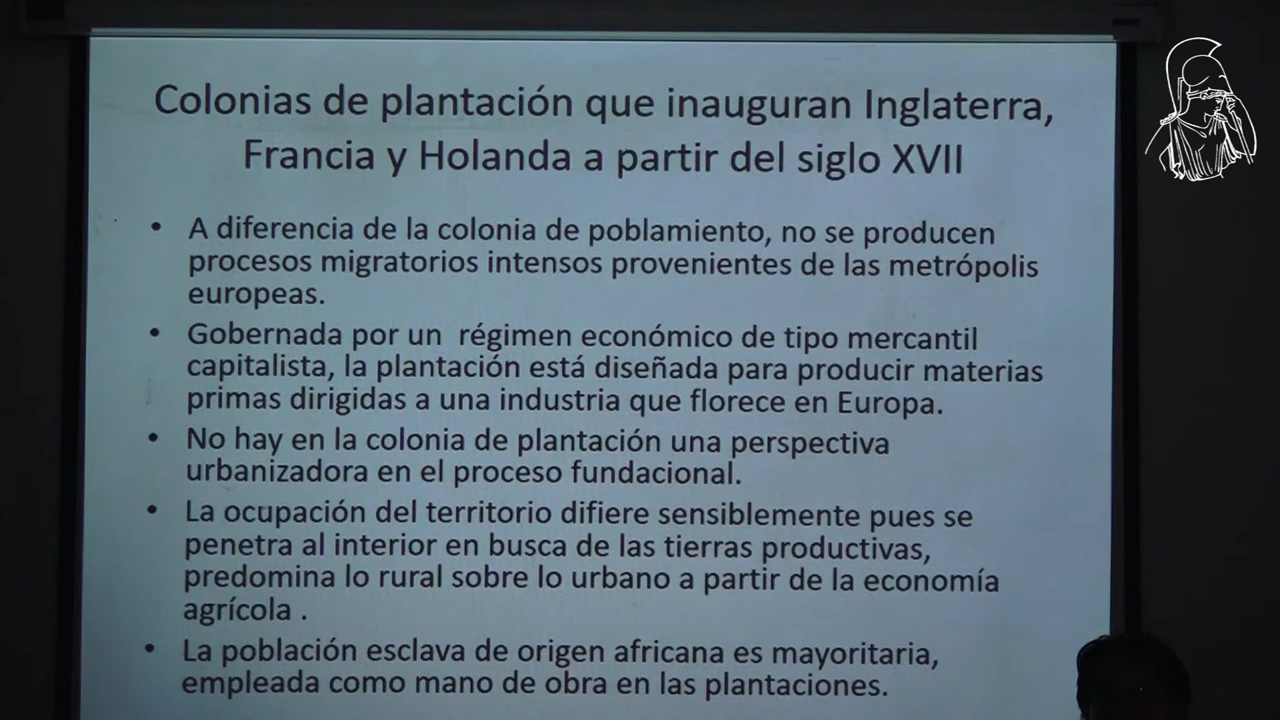 Colonias de plantación que inauguran Inglaterra,
Francia y Holanda a partir del siglo XVII
• A diferencia de la colonia de poblamiento, no se producen
procesos migratorios intensos provenientes de las metrópolis
europeas.
• Gobernada por un régimen económico de tipo mercantil
capitalista, la plantación está diseñada para producir materias
primas dirigidas a una industria que florece en Europa.
• No hay en la colonia de plantación una perspectiva
urbanizadora en el proceso fundacional.
• La ocupación del territorio difiere sensiblemente pues se
penetra al interior en busca de las tierras productivas,
predomina lo rural sobre lo urbano a partir de la economía
agrícola .
• La población esclava de origen africana es mayoritaria,
empleada como mano de obra en las plantaciones.